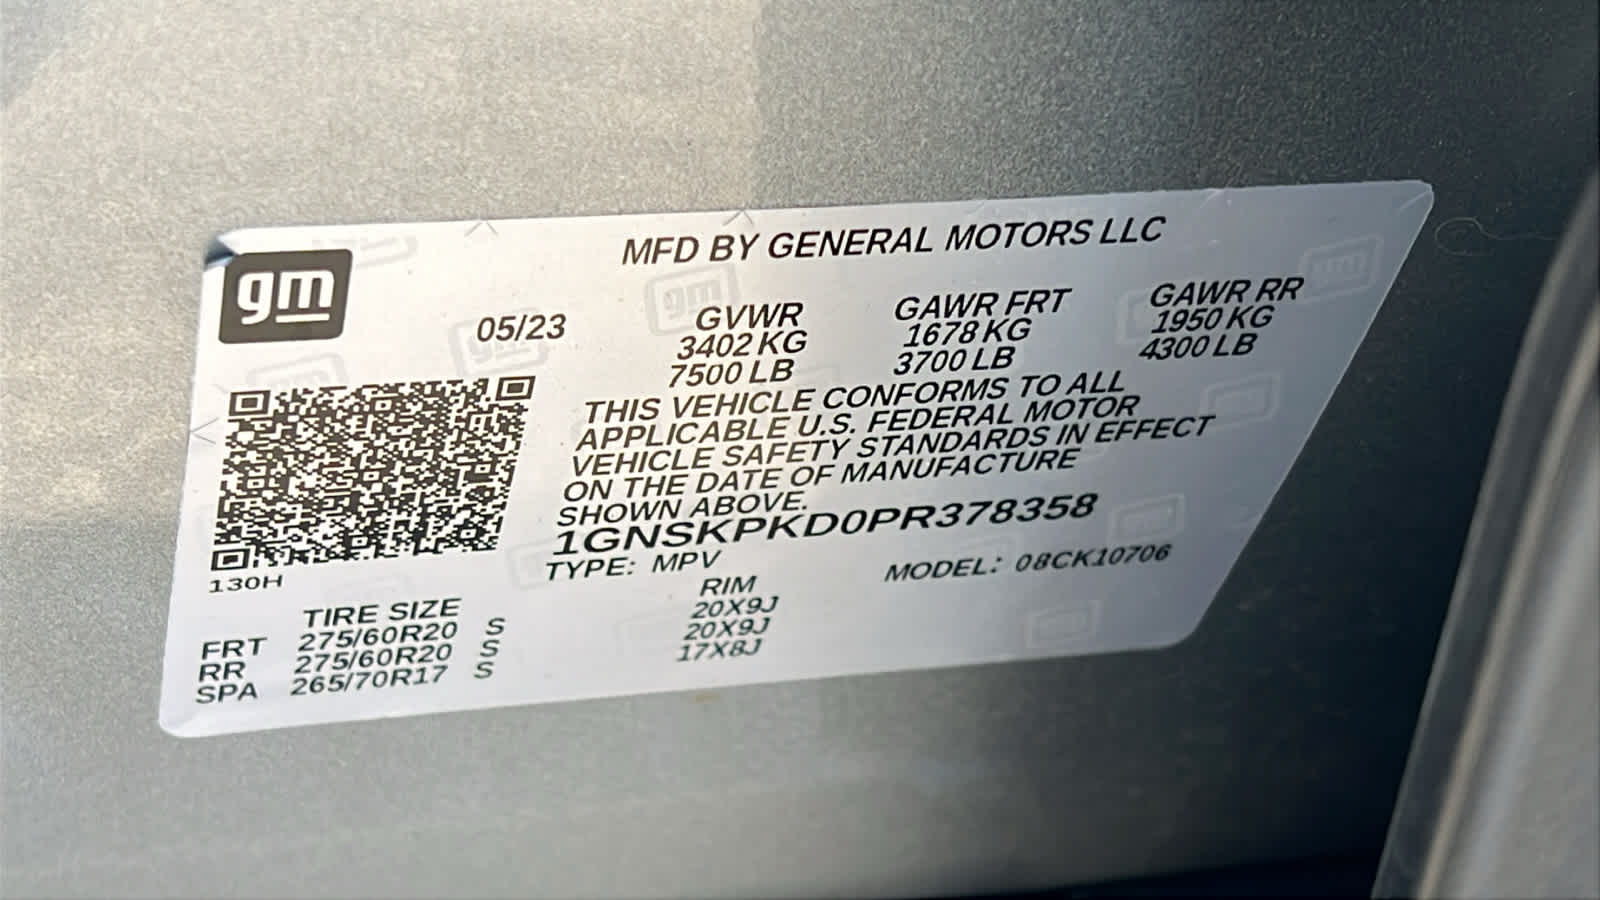 gm
MFD BY GENERAL MOTORS LLC
05/23
GVWR
3402 KG
7500 LB
GAWR FRT
1678 KG
3700 LB
GAWR RR
1950 KG
4300 LB
THIS VEHICLE CONFORMS TO ALL
APPLICABLE U.S. FEDERAL MOTOR
VEHICLE SAFETY STANDARDS IN EFFECT
ON THE DATE OF MANUFACTURE
SHOWN ABOVE.
1GNSKPKD0PR378358
TYPE: MPV MODEL: 08CK10706
130H
TIRE SIZE RIM
FRT 275/60R20 S 20X9J
RR 275/60R20 S 20X9J
SPA 265/70R17 S 17X8J